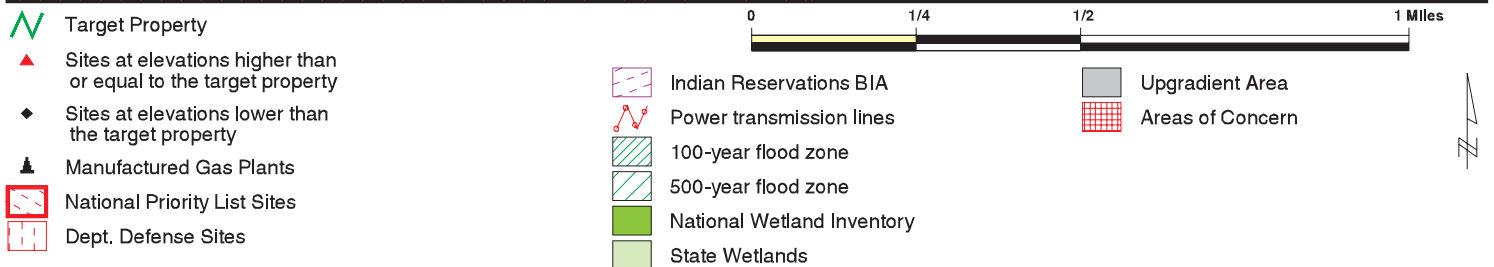 0 1/4 1/2 1 Miles
Target Property
Sites at elevations higher than
or equal to the target property
Sites at elevations lower than
the target property
Manufactured Gas Plants
National Priority List Sites
Dept. Defense Sites
Indian Reservations BIA
Power transmission lines
100-year flood zone
500-year flood zone
National Wetland Inventory
State Wetlands
Upgradient Area
Areas of Concern
N